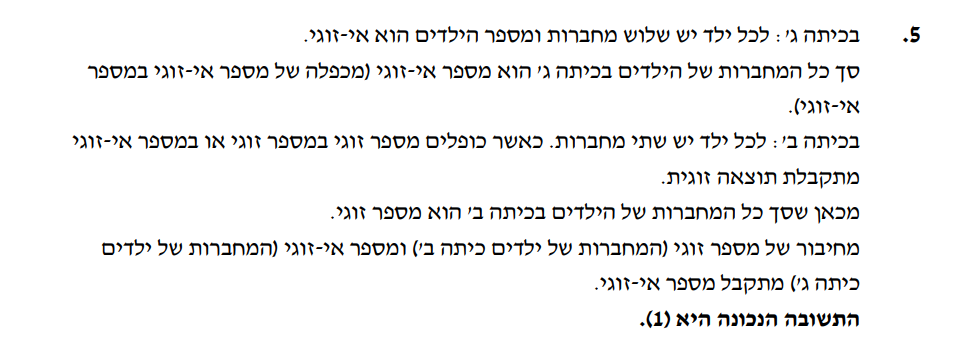 5. בכיתה ג': לכל ילד יש שלוש מחברות ומספר הילדים הוא אי-זוגי.
סך כל המחברות של הילדים בכיתה ג' הוא מספר אי-זוגי (מכפלה של מספר אי-זוגי במספר
אי-זוגי).
בכיתה ב': לכל ילד יש שתי מחברות. כאשר כופלים מספר זוגי במספר זוגי או במספר אי-זוגי
מתקבלת תוצאה זוגית.
מכאן שסך כל המחברות של הילדים בכיתה ב' הוא מספר זוגי.
מחיבור של מספר זוגי (המחברות של ילדים כיתה ב') ומספר אי-זוגי (המחברות של ילדים
כיתה ג') מתקבל מספר אי-זוגי.
התשובה הנכונה היא (1).